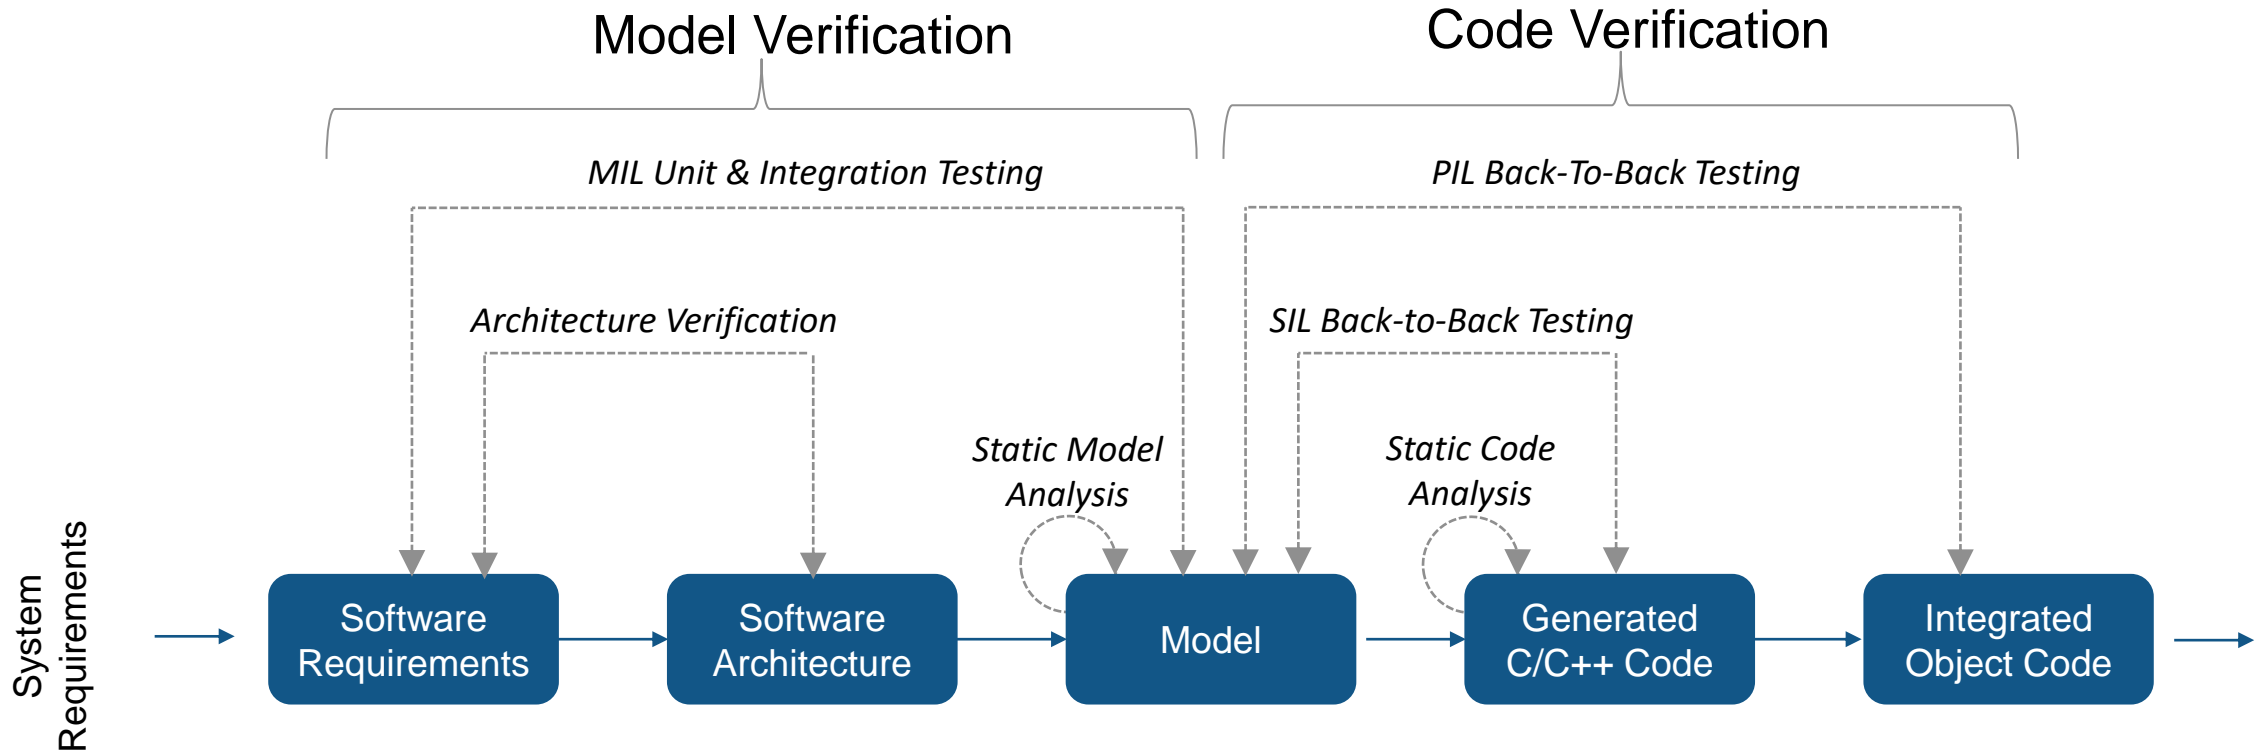 Model Verification
Code Verification
MIL Unit & Integration Testing
PIL Back-To-Back Testing
Architecture Verification
SIL Back-to-Back Testing
Static Model
Analysis
Static Code
Analysis
System
Requirements
Software
Requirements
Software
Architecture
Model
Generated
C/C++ Code
Integrated
Object Code